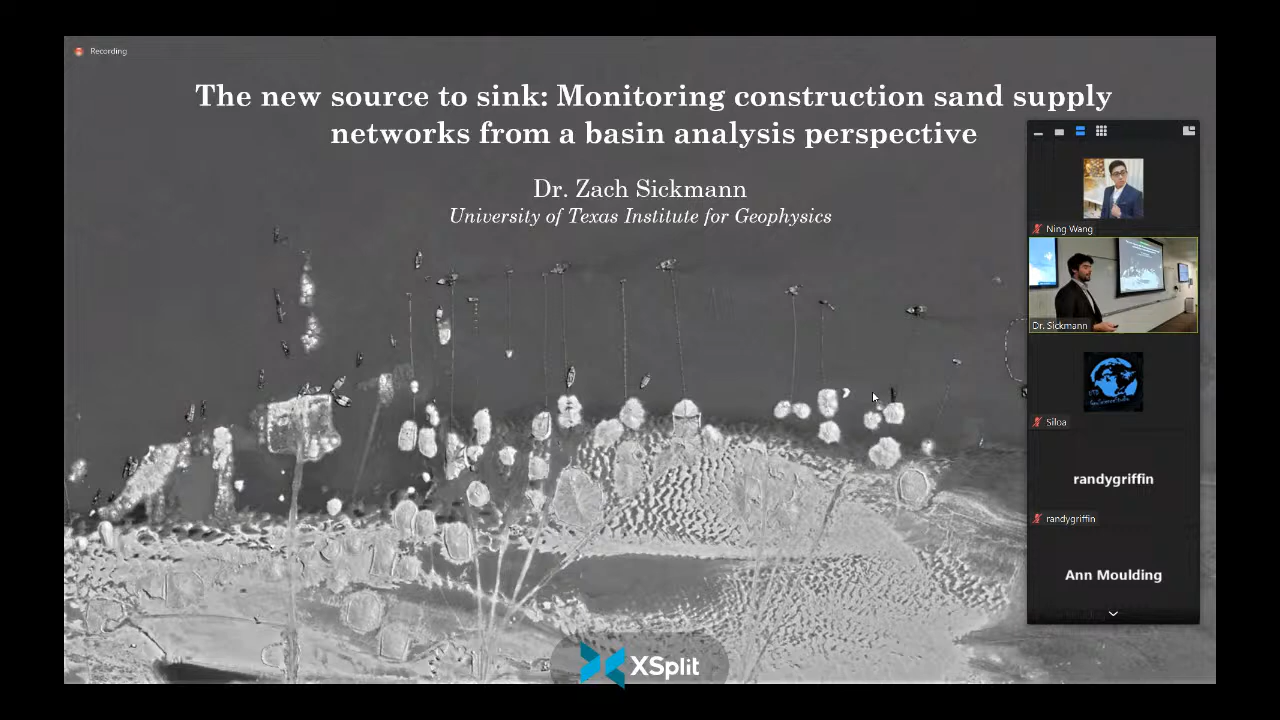 Recording
The new source to sink: Monitoring construction sand supply
networks from a basin analysis perspective
Dr. Zach Sickmann
University of Texas Institute for Geophysics
Ning Wang
Dr. Sickmann
Siloa
randygriffin
randygriffin
Ann Moulding
XSplit